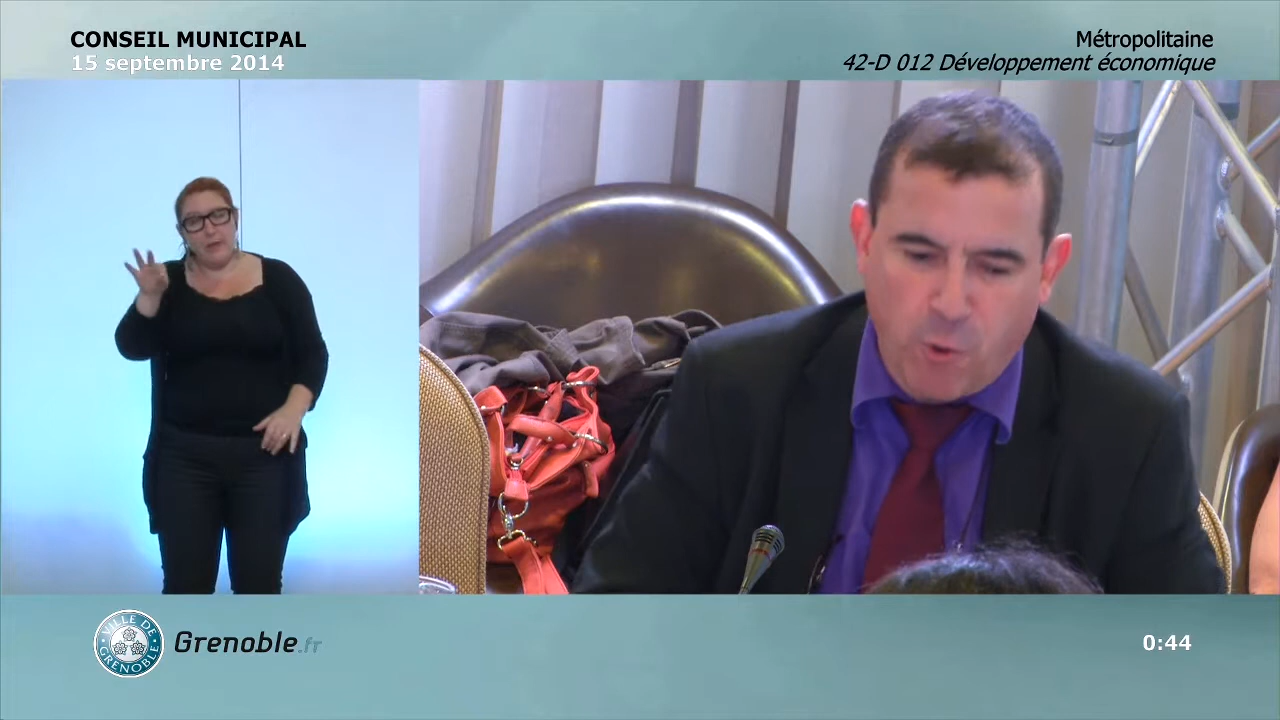 CONSEIL MUNICIPAL
15 septembre 2014
Métropolitaine
42-D 012 Développement économique
VILLE DE GRENOBLE
Grenoble.fr
0:44